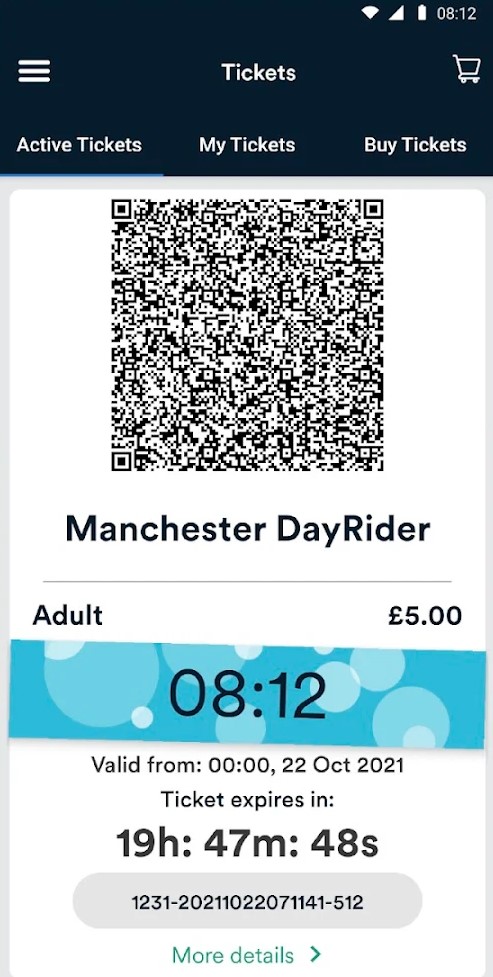 08:12
Tickets
Active Tickets My Tickets Buy Tickets
Manchester DayRider
Adult £5.00
08:12
Valid from: 00:00, 22 Oct 2021
Ticket expires in:
19h: 47m: 48s
1231-20211022071141-512
More details